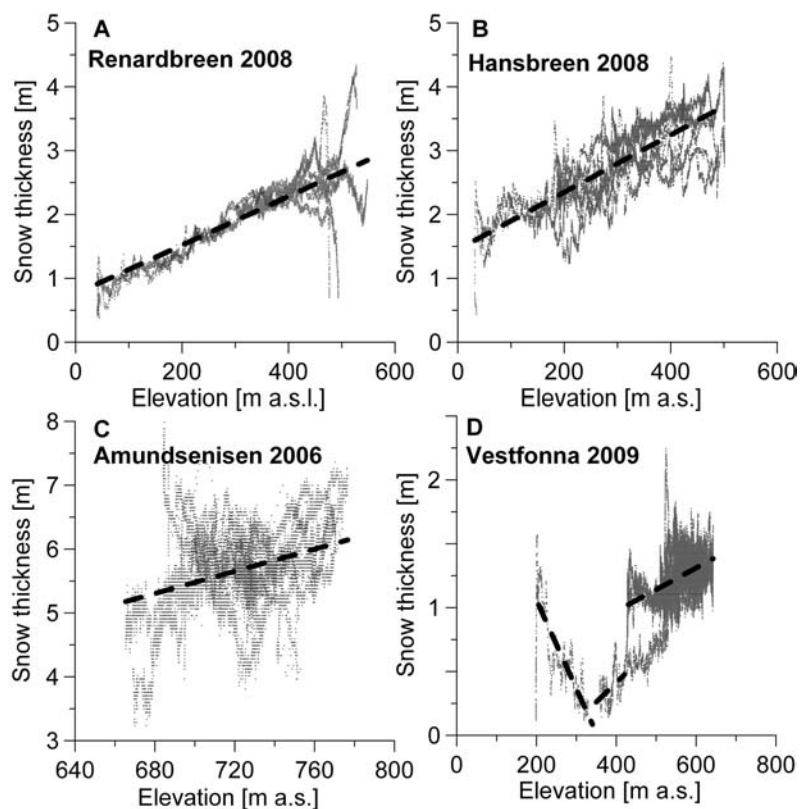 A
Renardbreen 2008
Snow thickness [m]
5
4
3
2
1
0
0 200 400 600
Elevation [m a.s.l.]
B
Hansbreen 2008
Snow thickness [m]
5
4
3
2
1
0
0 200 400 600
Elevation [m a.s.]
C
Amundsenisen 2006
Snow thickness [m]
8
7
6
5
4
3
640 680 720 760 800
Elevation [m a.s.]
D
Vestfonna 2009
Snow thickness [m]
2
1
0
0 200 400 600 800
Elevation [m a.s.]